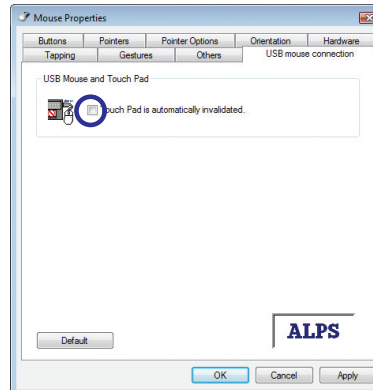 Mouse Properties
Buttons Pointers Pointer Options Orientation Hardware
Tapping Gestures Others USB mouse connection
USB Mouse and Touch Pad
Touch Pad is automatically invalidated.
ALPS
Default
OK Cancel Apply